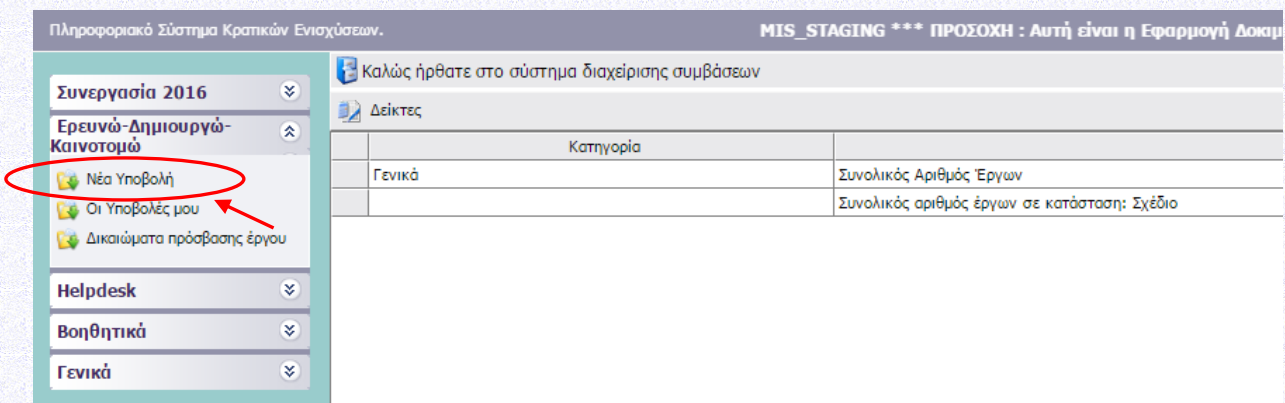 Πληροφοριακό Σύστημα Κρατικών Ενισχύσεων.
MIS_STAGING *** ΠΡΟΣΟΧΗ : Αυτή είναι η Εφαρμογή Δοκιμ
Συνεργασία 2016
Ερευνώ-Δημιουργώ-
Καινοτομώ
Νέα Υποβολή
Οι Υποβολές μου
Δικαιώματα πρόσβασης έργου
Helpdesk
Βοηθητικά
Γενικά
Καλώς ήρθατε στο σύστημα διαχείρισης συμβάσεων
Δείκτες
Κατηγορία
Γενικά
Συνολικός Αριθμός Έργων
Συνολικός αριθμός έργων σε κατάσταση: Σχέδιο